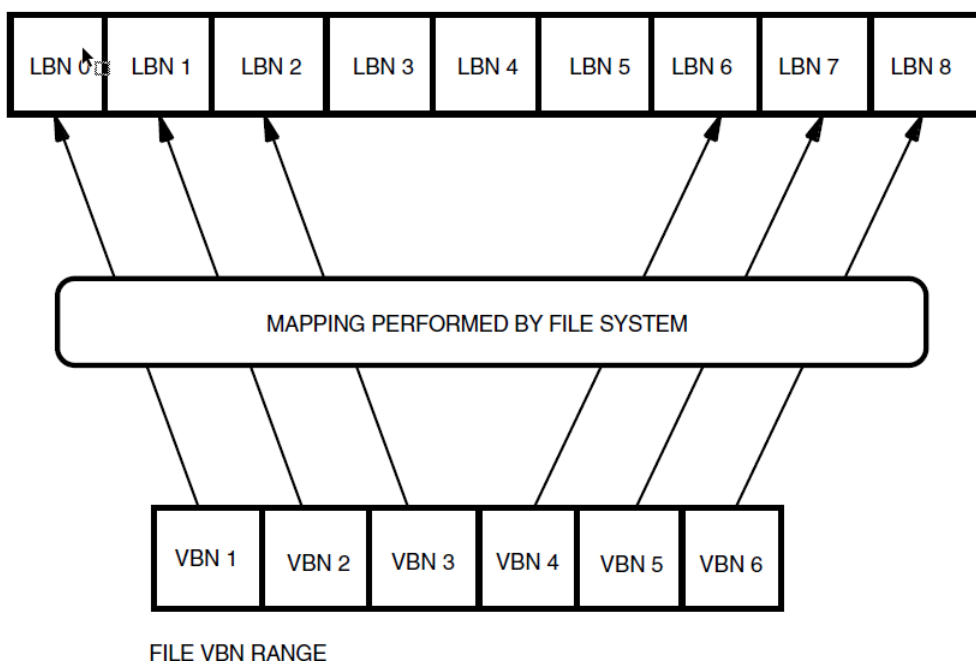 LBN 0 LBN 1 LBN 2 LBN 3 LBN 4 LBN 5 LBN 6 LBN 7 LBN 8
MAPPING PERFORMED BY FILE SYSTEM
VBN 1 VBN 2 VBN 3 VBN 4 VBN 5 VBN 6
FILE VBN RANGE